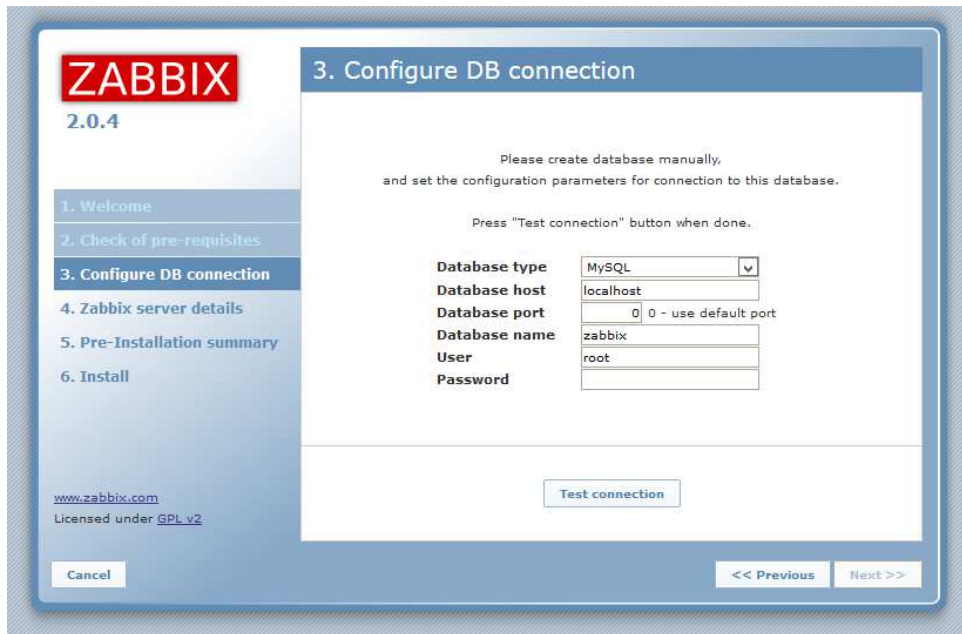 ZABBIX
2.0.4
1. Welcome
2. Check of pre-requisites
3. Configure DB connection
4. Zabbix server details
5. Pre-Installation summary
6. Install
www.zabbix.com
Licensed under GPL v2
3. Configure DB connection
Please create database manually,
and set the configuration parameters for connection to this database.
Press "Test connection" button when done.
Database type MySQL
Database host localhost
Database port 0 0 - use default port
Database name zabbix
User root
Password
Test connection
Cancel
<< Previous Next >>